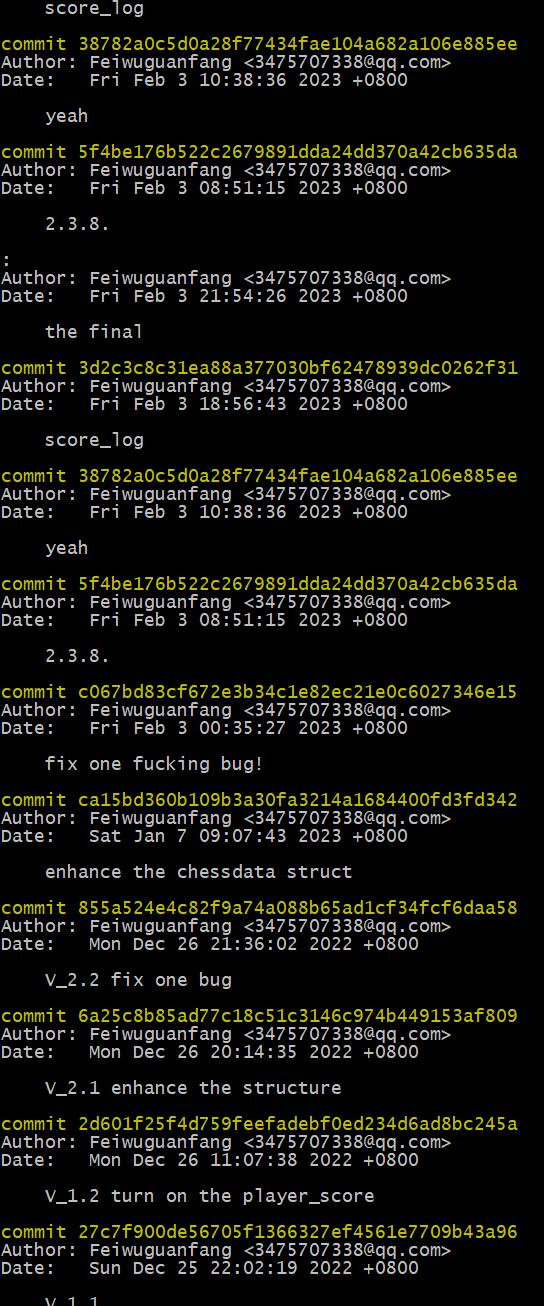 score_log
commit 38782a0c5d0a28f77434fae104a682a106e885ee
Author: Feiwuguanfang <3475707338@qq.com>
Date:   Fri Feb 3 10:38:36 2023 +0800
yeah
commit 5f4be176b522c2679891dda24dd370a42cb635da
Author: Feiwuguanfang <3475707338@qq.com>
Date:   Fri Feb 3 08:51:15 2023 +0800
2.3.8.
:
Author: Feiwuguanfang <3475707338@qq.com>
Date:   Fri Feb 3 21:54:26 2023 +0800
the final
commit 3d2c3c8c31ea88a377030bf62478939dc0262f31
Author: Feiwuguanfang <3475707338@qq.com>
Date:   Fri Feb 3 18:56:43 2023 +0800
score_log
commit 38782a0c5d0a28f77434fae104a682a106e885ee
Author: Feiwuguanfang <3475707338@qq.com>
Date:   Fri Feb 3 10:38:36 2023 +0800
yeah
commit 5f4be176b522c2679891dda24dd370a42cb635da
Author: Feiwuguanfang <3475707338@qq.com>
Date:   Fri Feb 3 08:51:15 2023 +0800
2.3.8.
commit c067bd83cf672e3b34c1e82ec21e0c6027346e15
Author: Feiwuguanfang <3475707338@qq.com>
Date:   Fri Feb 3 00:35:27 2023 +0800
fix one fucking bug!
commit ca15bd360b109b3a30fa3214a1684400fd3fd342
Author: Feiwuguanfang <3475707338@qq.com>
Date:   Sat Jan 7 09:07:43 2023 +0800
enhance the chessdata struct
commit 855a524e4c82f9a74a088b65ad1cf34fcf6daa58
Author: Feiwuguanfang <3475707338@qq.com>
Date:   Mon Dec 26 21:36:02 2022 +0800
V_2.2 fix one bug
commit 6a25c8b85ad77c18c51c3146c974b449153af809
Author: Feiwuguanfang <3475707338@qq.com>
Date:   Mon Dec 26 20:14:35 2022 +0800
V_2.1 enhance the structure
commit 2d601f25f4d759feefadebf0ed234d6ad8bc245a
Author: Feiwuguanfang <3475707338@qq.com>
Date:   Mon Dec 26 11:07:38 2022 +0800
V_1.2 turn on the player_score
commit 27c7f900de56705f1366327ef4561e7709b43a96
Author: Feiwuguanfang <3475707338@qq.com>
Date:   Sun Dec 25 22:02:19 2022 +0800
V_1.1